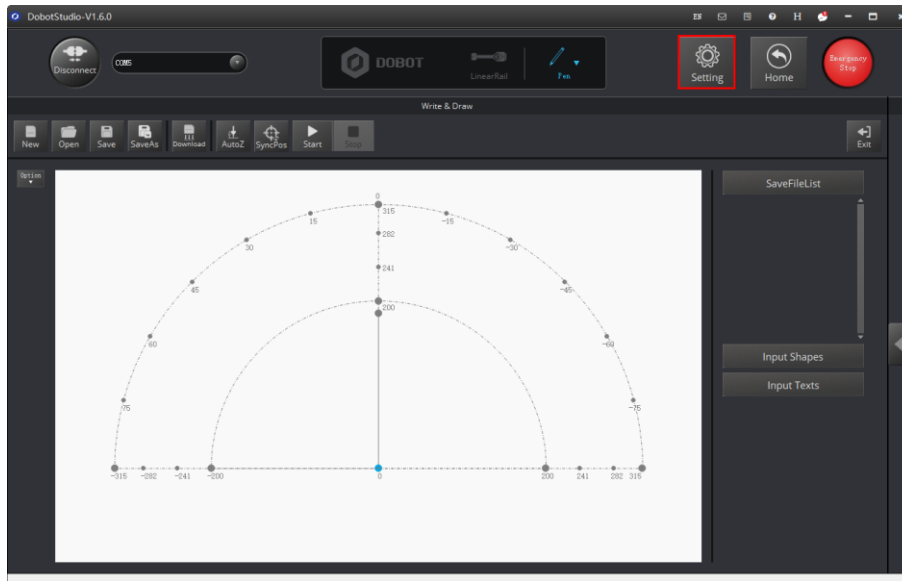 DobotStudio-V1.6.0
EN
H
Disconnect
COM5
DOBOT
LinearRail
Pen
Setting
Home
Emergency
Stop
Write & Draw
New
Open
Save
SaveAs
Download
AutoZ
SyncPos
Start
Stop
Exit
Option
SaveFileList
Input Shapes
Input Texts
0
315
15
-15
282
30
-30
241
45
-45
200
60
-60
75
-75
-315
-282
-241
-200
0
200
241
282
315